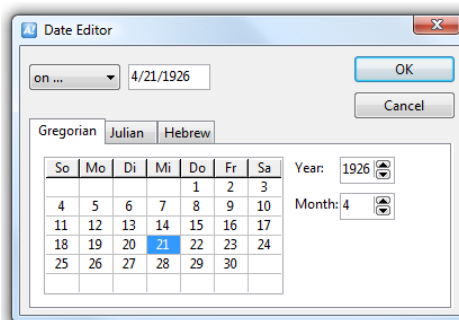 Date Editor
on ... 4/21/1926
OK
Cancel
Gregorian Julian Hebrew
So Mo Di Mi Do Fr Sa
1 2 3
4 5 6 7 8 9 10
11 12 13 14 15 16 17
18 19 20 21 22 23 24
25 26 27 28 29 30
Year: 1926
Month: 4